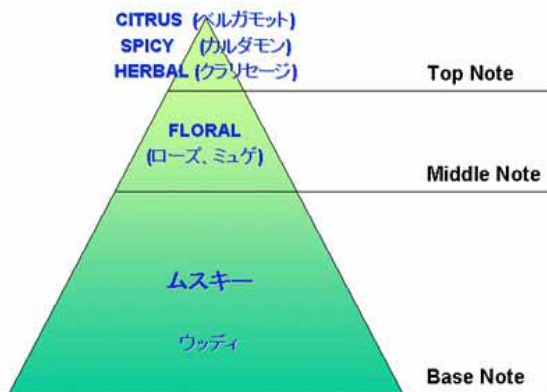 CITRUS (ベルガモット)
SPICY (カルダモン)
HERBAL (クラリセージ)
Top Note
FLORAL
(ローズ、ミュゲ)
Middle Note
ムスキー
ウッディ
Base Note